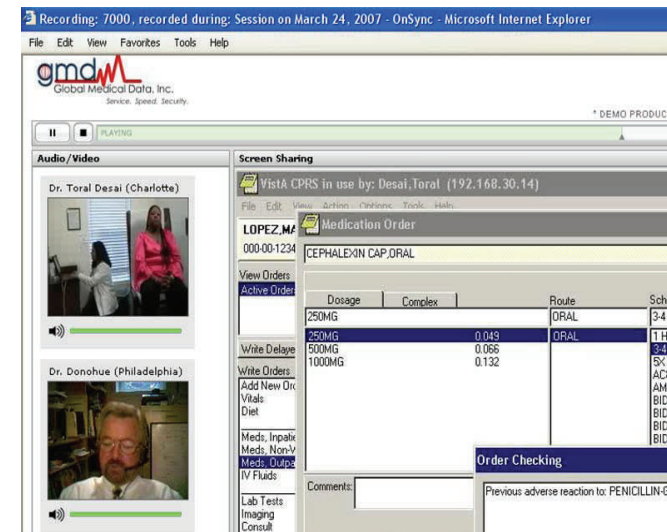 Recording: 7000, recorded during: Session on March 24, 2007 - OnSync - Microsoft Internet Explorer
File Edit View Favorites Tools Help
gmd
Global Medical Data, Inc.
Service. Speed. Security.
* DEMO PRODUC
PLAYING
Audio/Video
Screen Sharing
Dr. Toral Desai (Charlotte)
Dr. Donohue (Philadelphia)
VistA CPRS in use by: Desai,Toral (192.168.30.14)
File Edit View Action Options Tools Help
LOPEZ,MA
000-00-1234
View Orders
Active Order
Write Delaye
Write Orders
Add New Ord
Vitals
Diet
Meds, Inpatie
Meds, Non-V
Meds, Outpa
IV Fluids
Lab Tests
Imaging
Consult
Medication Order
CEPHALEXIN CAP,ORAL
Dosage Complex Route Sch
250MG ORAL 3-4
250MG 0.049 ORAL 1 H
500MG 0.066 3-4
1000MG 0.132 5X
AC
AM
BID
BID
BID
BID
Comments:
Order Checking
Previous adverse reaction to: PENICILLIN-G